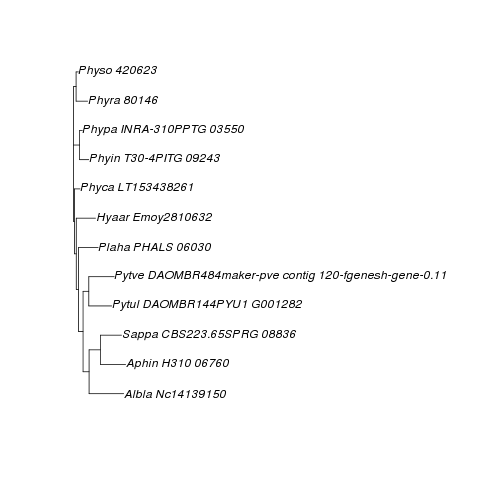 Physo 420623
Phyra 80146
Phypa INRA-310PPTG 03550
Phyin T30-4PITG 09243
Phyca LT153438261
Hyaar Emoy2810632
Plaha PHALS 06030
Pytve DAOMBR484maker-pve contig 120-fgenesh-gene-0.11
Pytul DAOMBR144PYU1 G001282
Sappa CBS223.65SPRG 08836
Aphin H310 06760
Albla Nc14139150